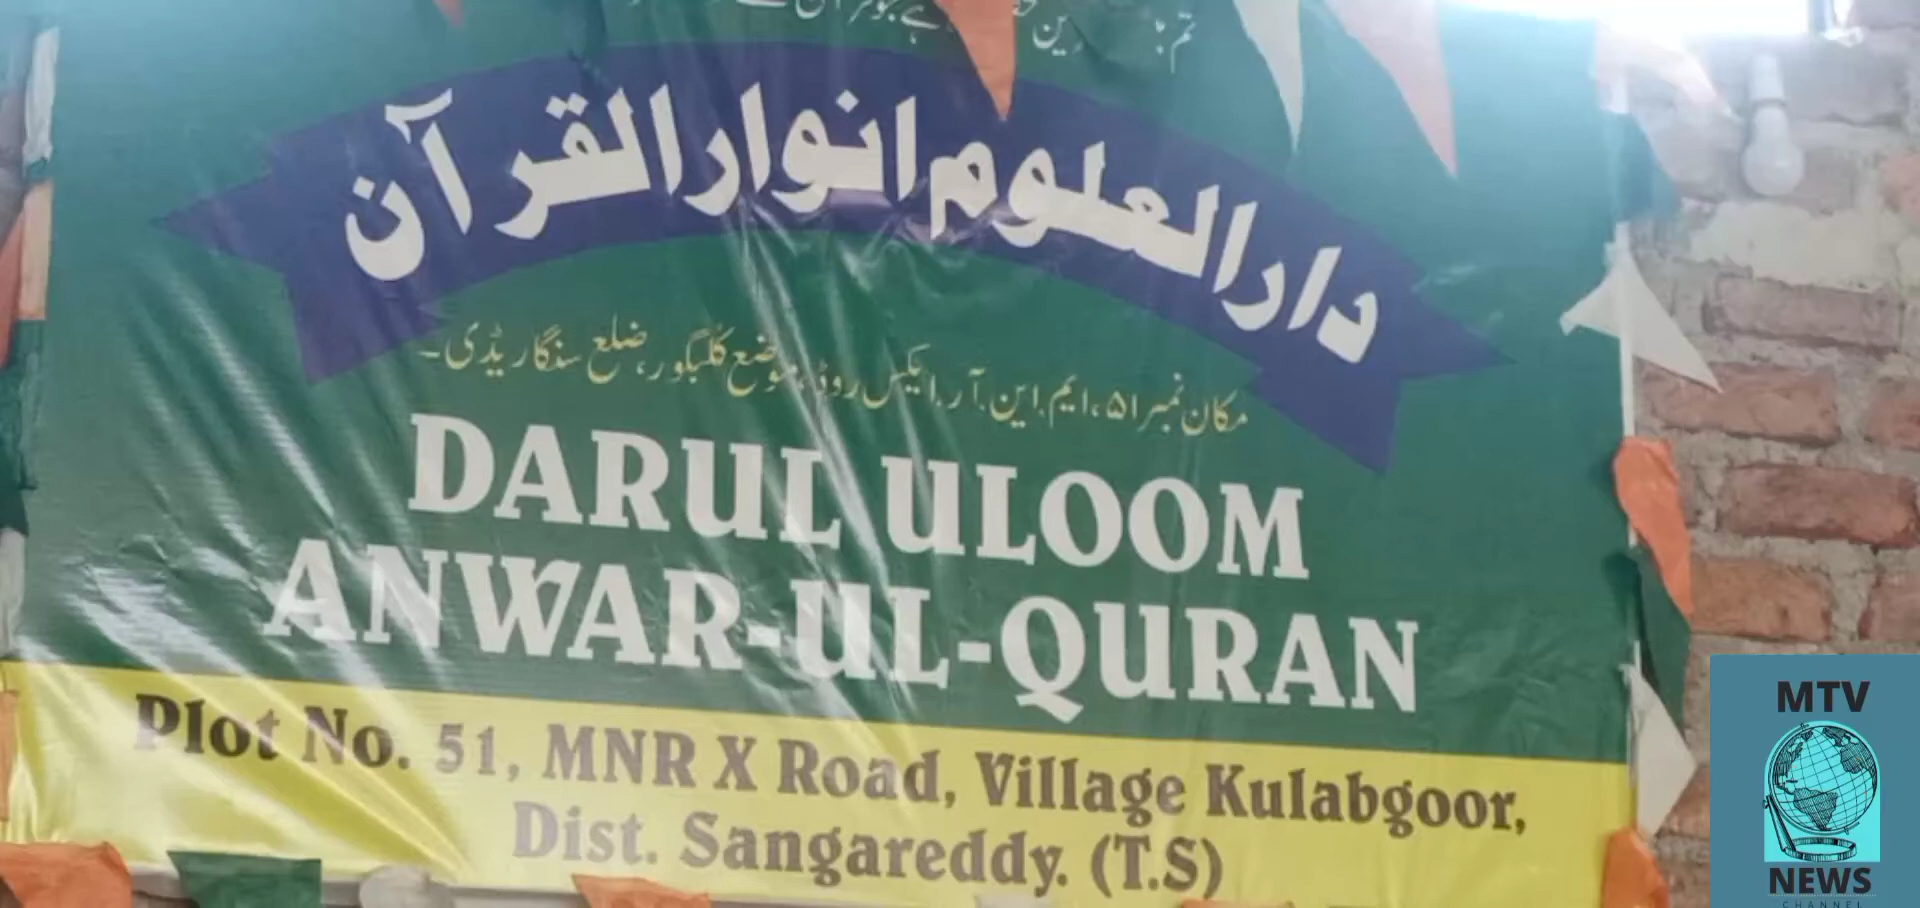 دارالعلوم انوارالقرآن
مکان نمبر ۵۱، ایم.این.آر.ایکس روڈ، موضع کلبگور، ضلع سنگاریڈی۔
DARUL ULOOM
ANWAR-UL-QURAN
Plot No. 51, MNR X Road, Village Kulabgoor,
Dist. Sangareddy. (T.S)
MTV
NEWS
CHANNEL